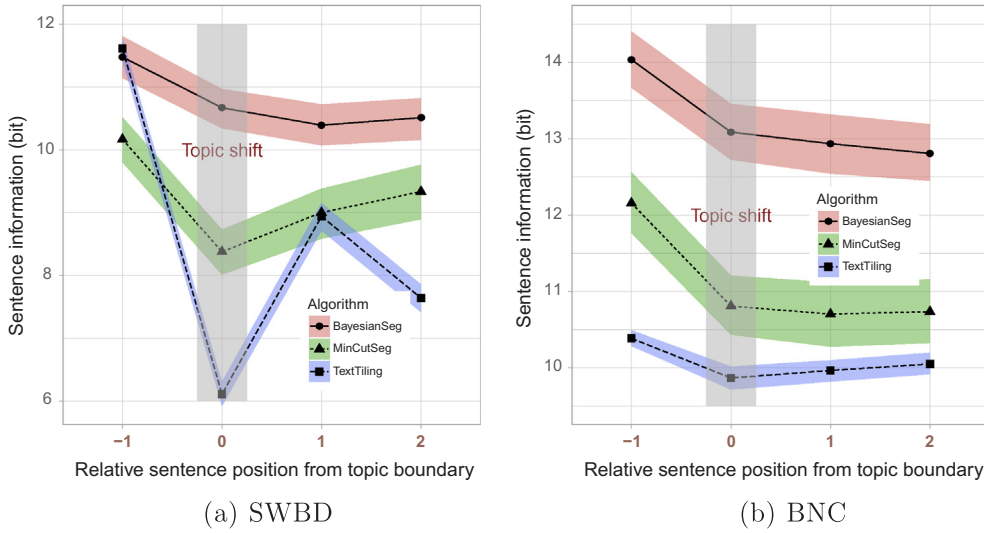 12
10
8
6
Sentence information (bit)
Topic shift
Algorithm
BayesianSeg
MinCutSeg
TextTiling
−1
0
1
2
Relative sentence position from topic boundary
(a) SWBD
14
13
12
11
10
Sentence information (bit)
Topic shift
Algorithm
BayesianSeg
MinCutSeg
TextTiling
−1
0
1
2
Relative sentence position from topic boundary
(b) BNC